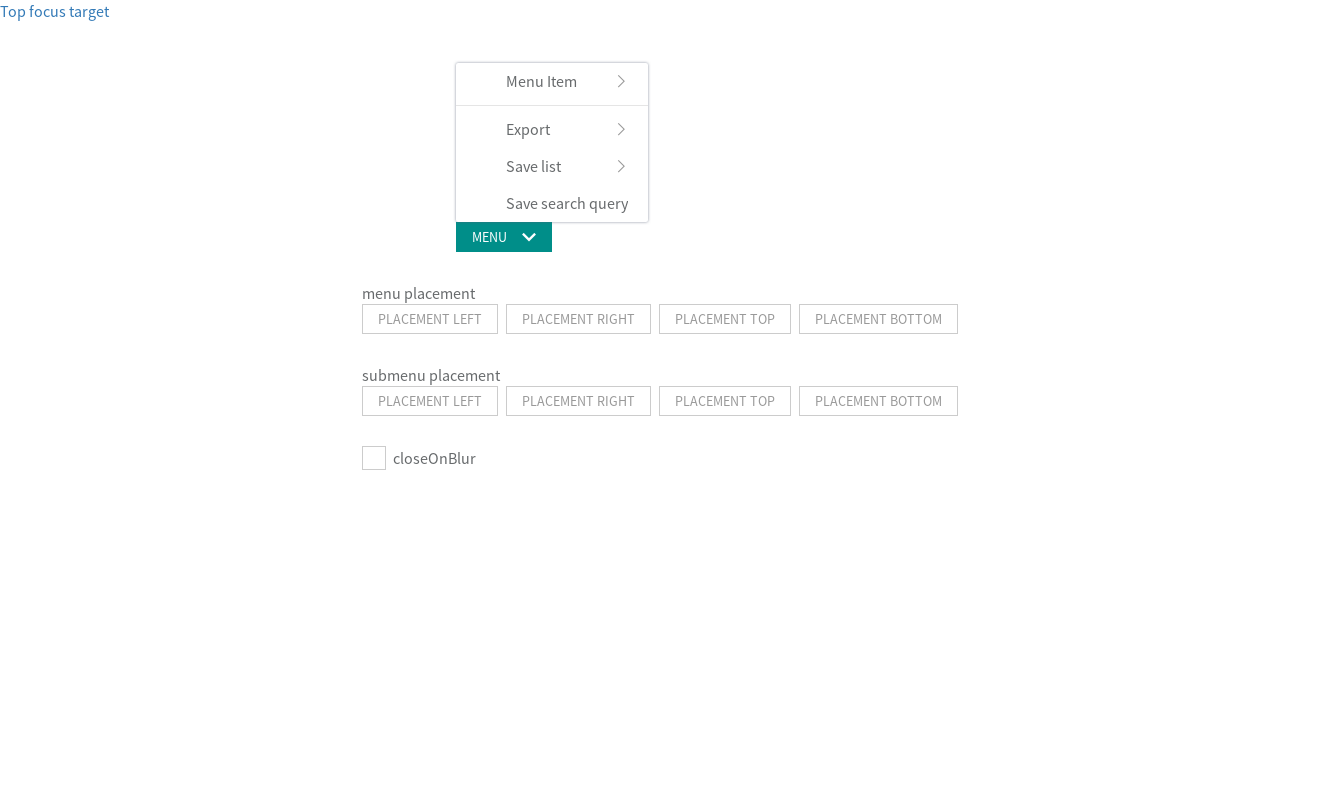 Top focus target
Menu Item
Export
Save list
Save search query
MENU
menu placement
PLACEMENT LEFT PLACEMENT RIGHT PLACEMENT TOP PLACEMENT BOTTOM
submenu placement
PLACEMENT LEFT PLACEMENT RIGHT PLACEMENT TOP PLACEMENT BOTTOM
closeOnBlur